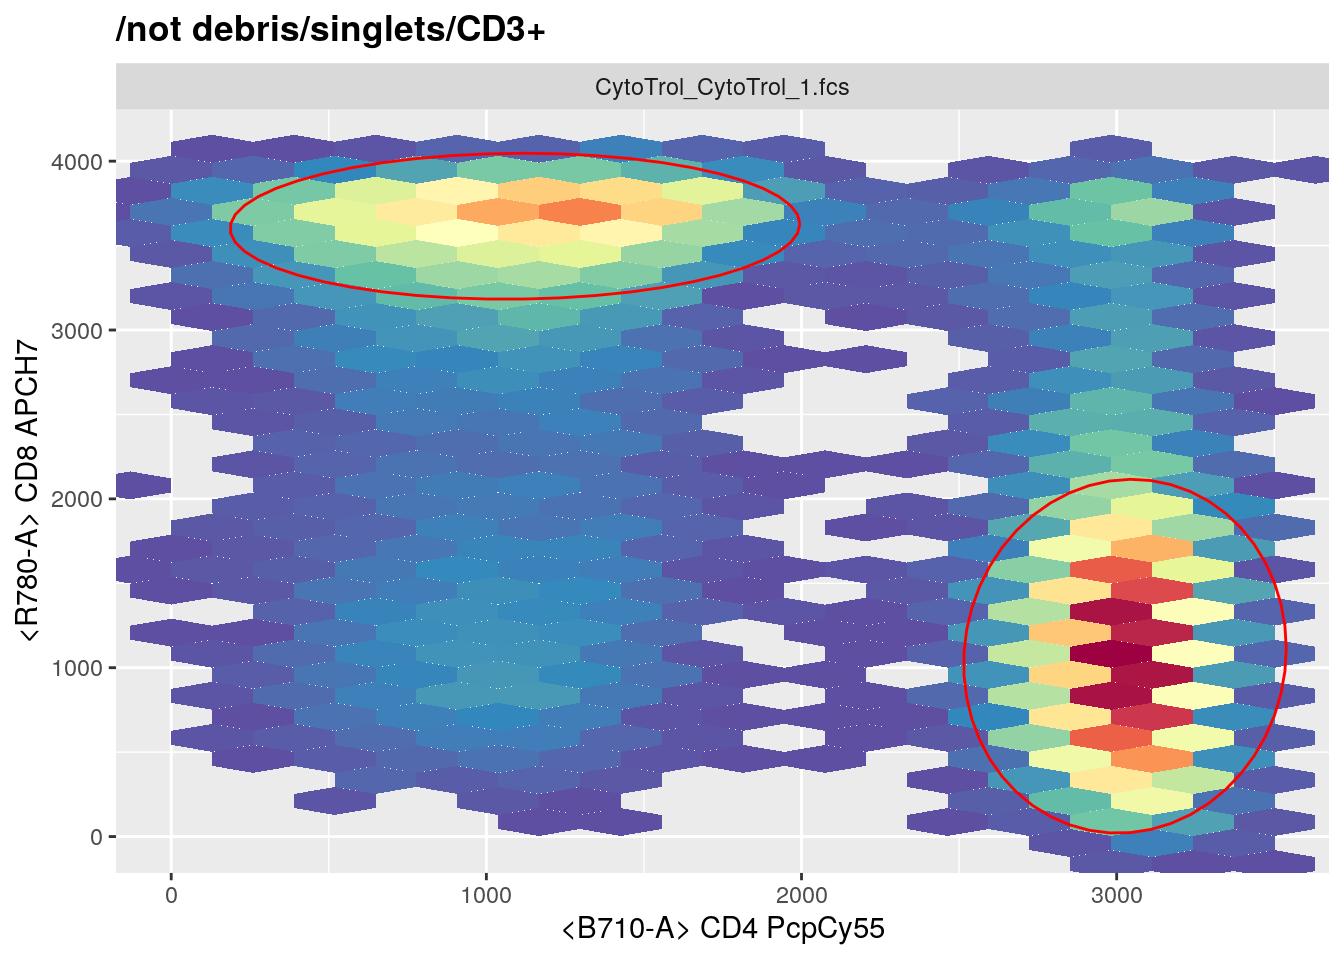 /not debris/singlets/CD3+
CytoTrol_CytoTrol_1.fcs
4000
3000
2000
1000
0
<R780-A> CD8 APCH7
0
1000
2000
3000
<B710-A> CD4 PcpCy55